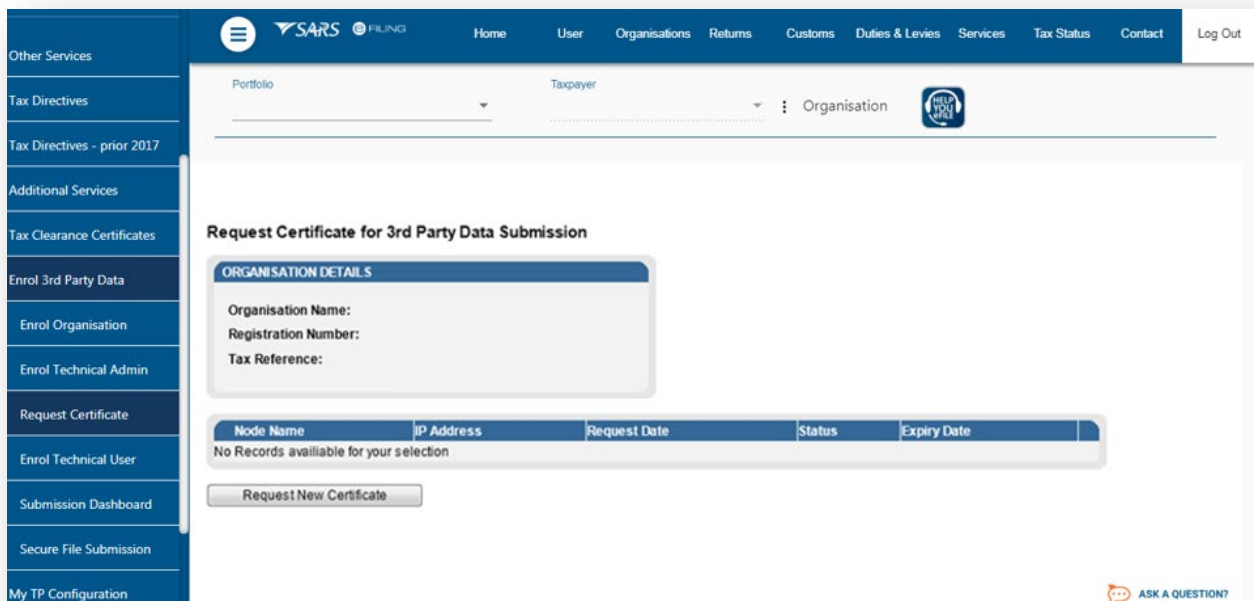 SARS eFILING
Home User Organisations Returns Customs Duties & Levies Services Tax Status Contact Log Out
Other Services
Tax Directives
Tax Directives - prior 2017
Additional Services
Tax Clearance Certificates
Enrol 3rd Party Data
Enrol Organisation
Enrol Technical Admin
Request Certificate
Enrol Technical User
Submission Dashboard
Secure File Submission
My TP Configuration
Portfolio Taxpayer
Organisation
HELP
YOU
eFILE
Request Certificate for 3rd Party Data Submission
ORGANISATION DETAILS
Organisation Name:
Registration Number:
Tax Reference:
Node Name IP Address Request Date Status Expiry Date
No Records availiable for your selection
Request New Certificate
ASK A QUESTION?